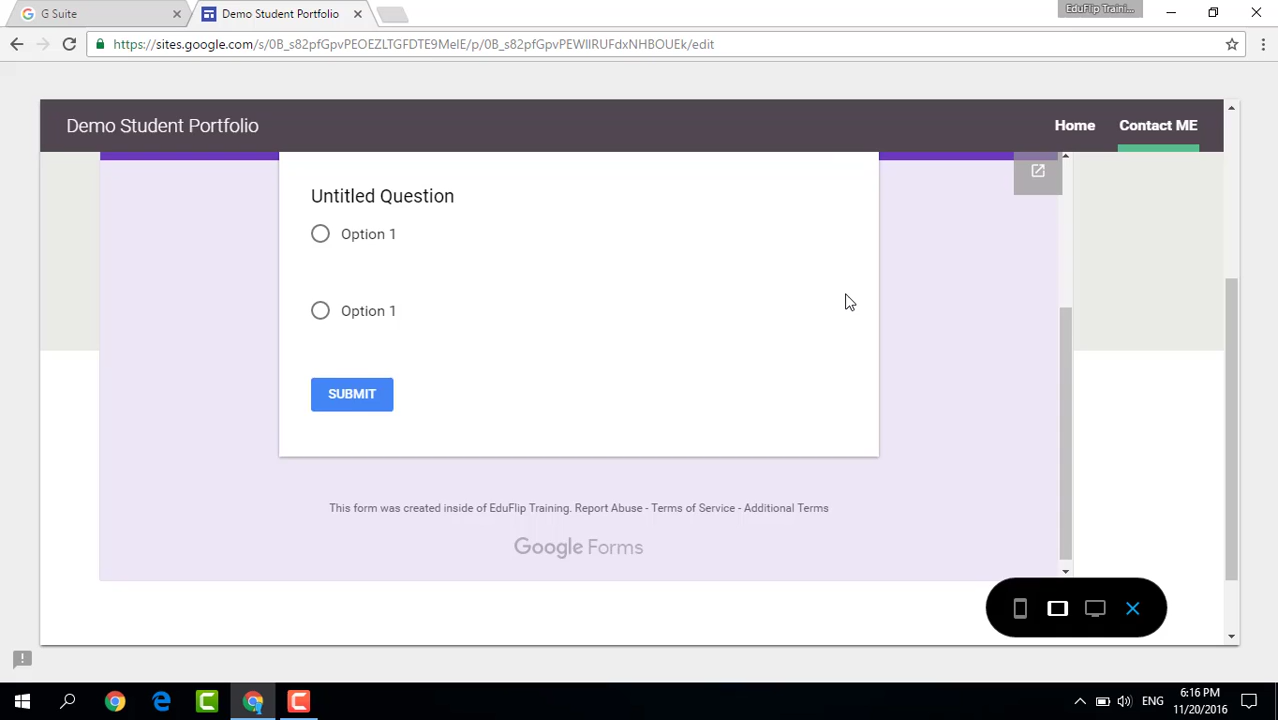 G Suite
Demo Student Portfolio
EduFlip Traini...
https://sites.google.com/s/0B_s82pfGpvPEOEZLTGFDTE9MelE/p/0B_s82pfGpvPEWllRUFdxNHBOUEk/edit
Demo Student Portfolio
Home
Contact ME
Untitled Question
Option 1
Option 1
SUBMIT
This form was created inside of EduFlip Training. Report Abuse - Terms of Service - Additional Terms
Google Forms
ENG
6:16 PM
11/20/2016